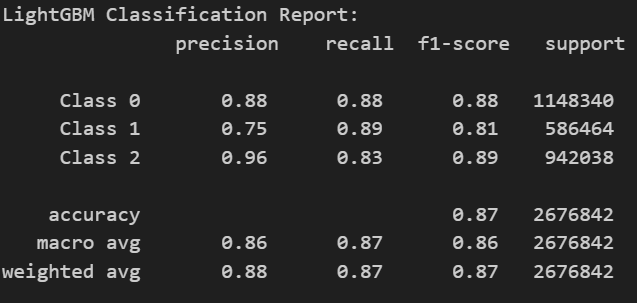 LightGBM Classification Report:
precision recall f1-score support
Class 0 0.88 0.88 0.88 1148340
Class 1 0.75 0.89 0.81 586464
Class 2 0.96 0.83 0.89 942038
accuracy 0.87 2676842
macro avg 0.86 0.87 0.86 2676842
weighted avg 0.88 0.87 0.87 2676842